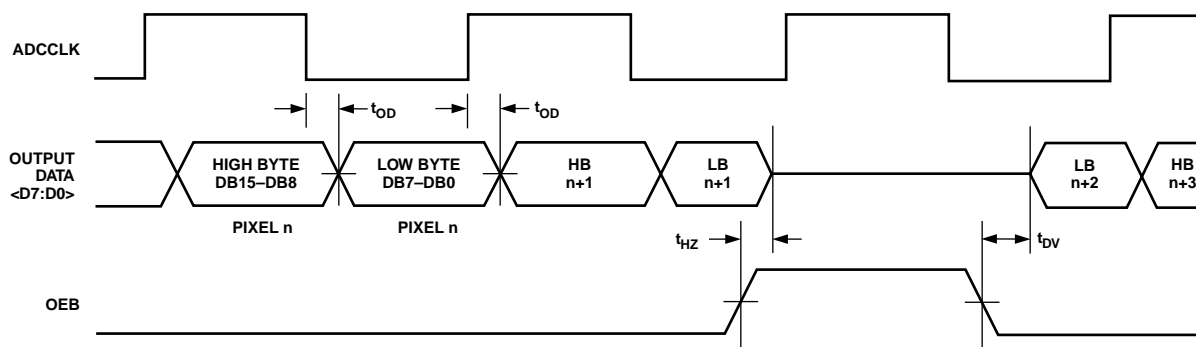 ADCCLK
tOD
tOD
OUTPUT
DATA
<D7:D0>
HIGH BYTE
DB15–DB8
LOW BYTE
DB7–DB0
HB
n+1
LB
n+1
LB
n+2
HB
n+3
PIXEL n
PIXEL n
tHZ
tDV
OEB